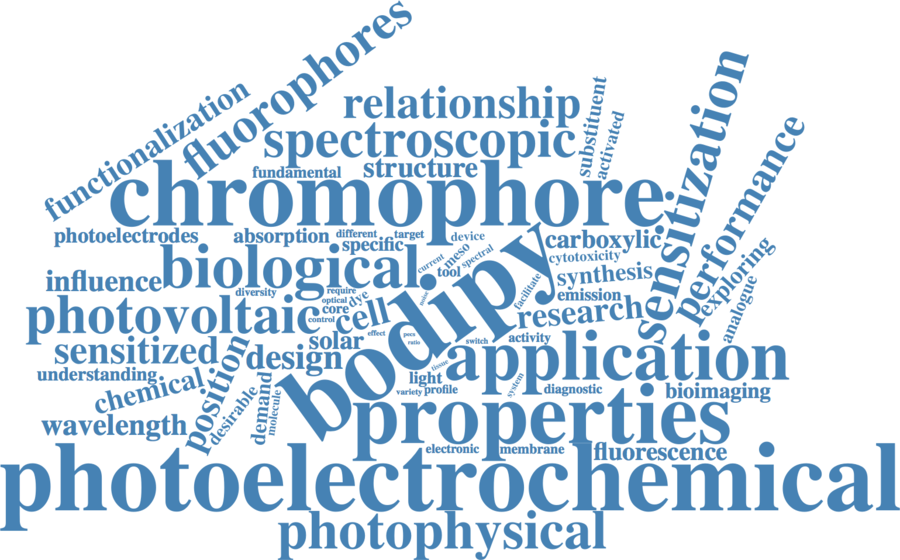 fluorophores
functionalization
relationship
substituent
activated
sensitization
spectroscopic
performance
fundamental
structure
chromophore
photoelectrodes
absorption
different
target
device
specific
carboxylic
meso
spectral
cytotoxicity
exploring
biological
current
tool
synthesis
influence
bodipy
facilitate
emission
diversity
require
optical
dye
analogue
photovoltaic
core
cell
control
research
solar
effect
switch
activity
ratio
sensitized
position
design
application
understanding
light
tissue
system
chemical
desirable
demand
molecule
variety
profile
diagnostic
bioimaging
wavelength
properties
electronic
membrane
fluorescence
photoelectrochemical
photophysical